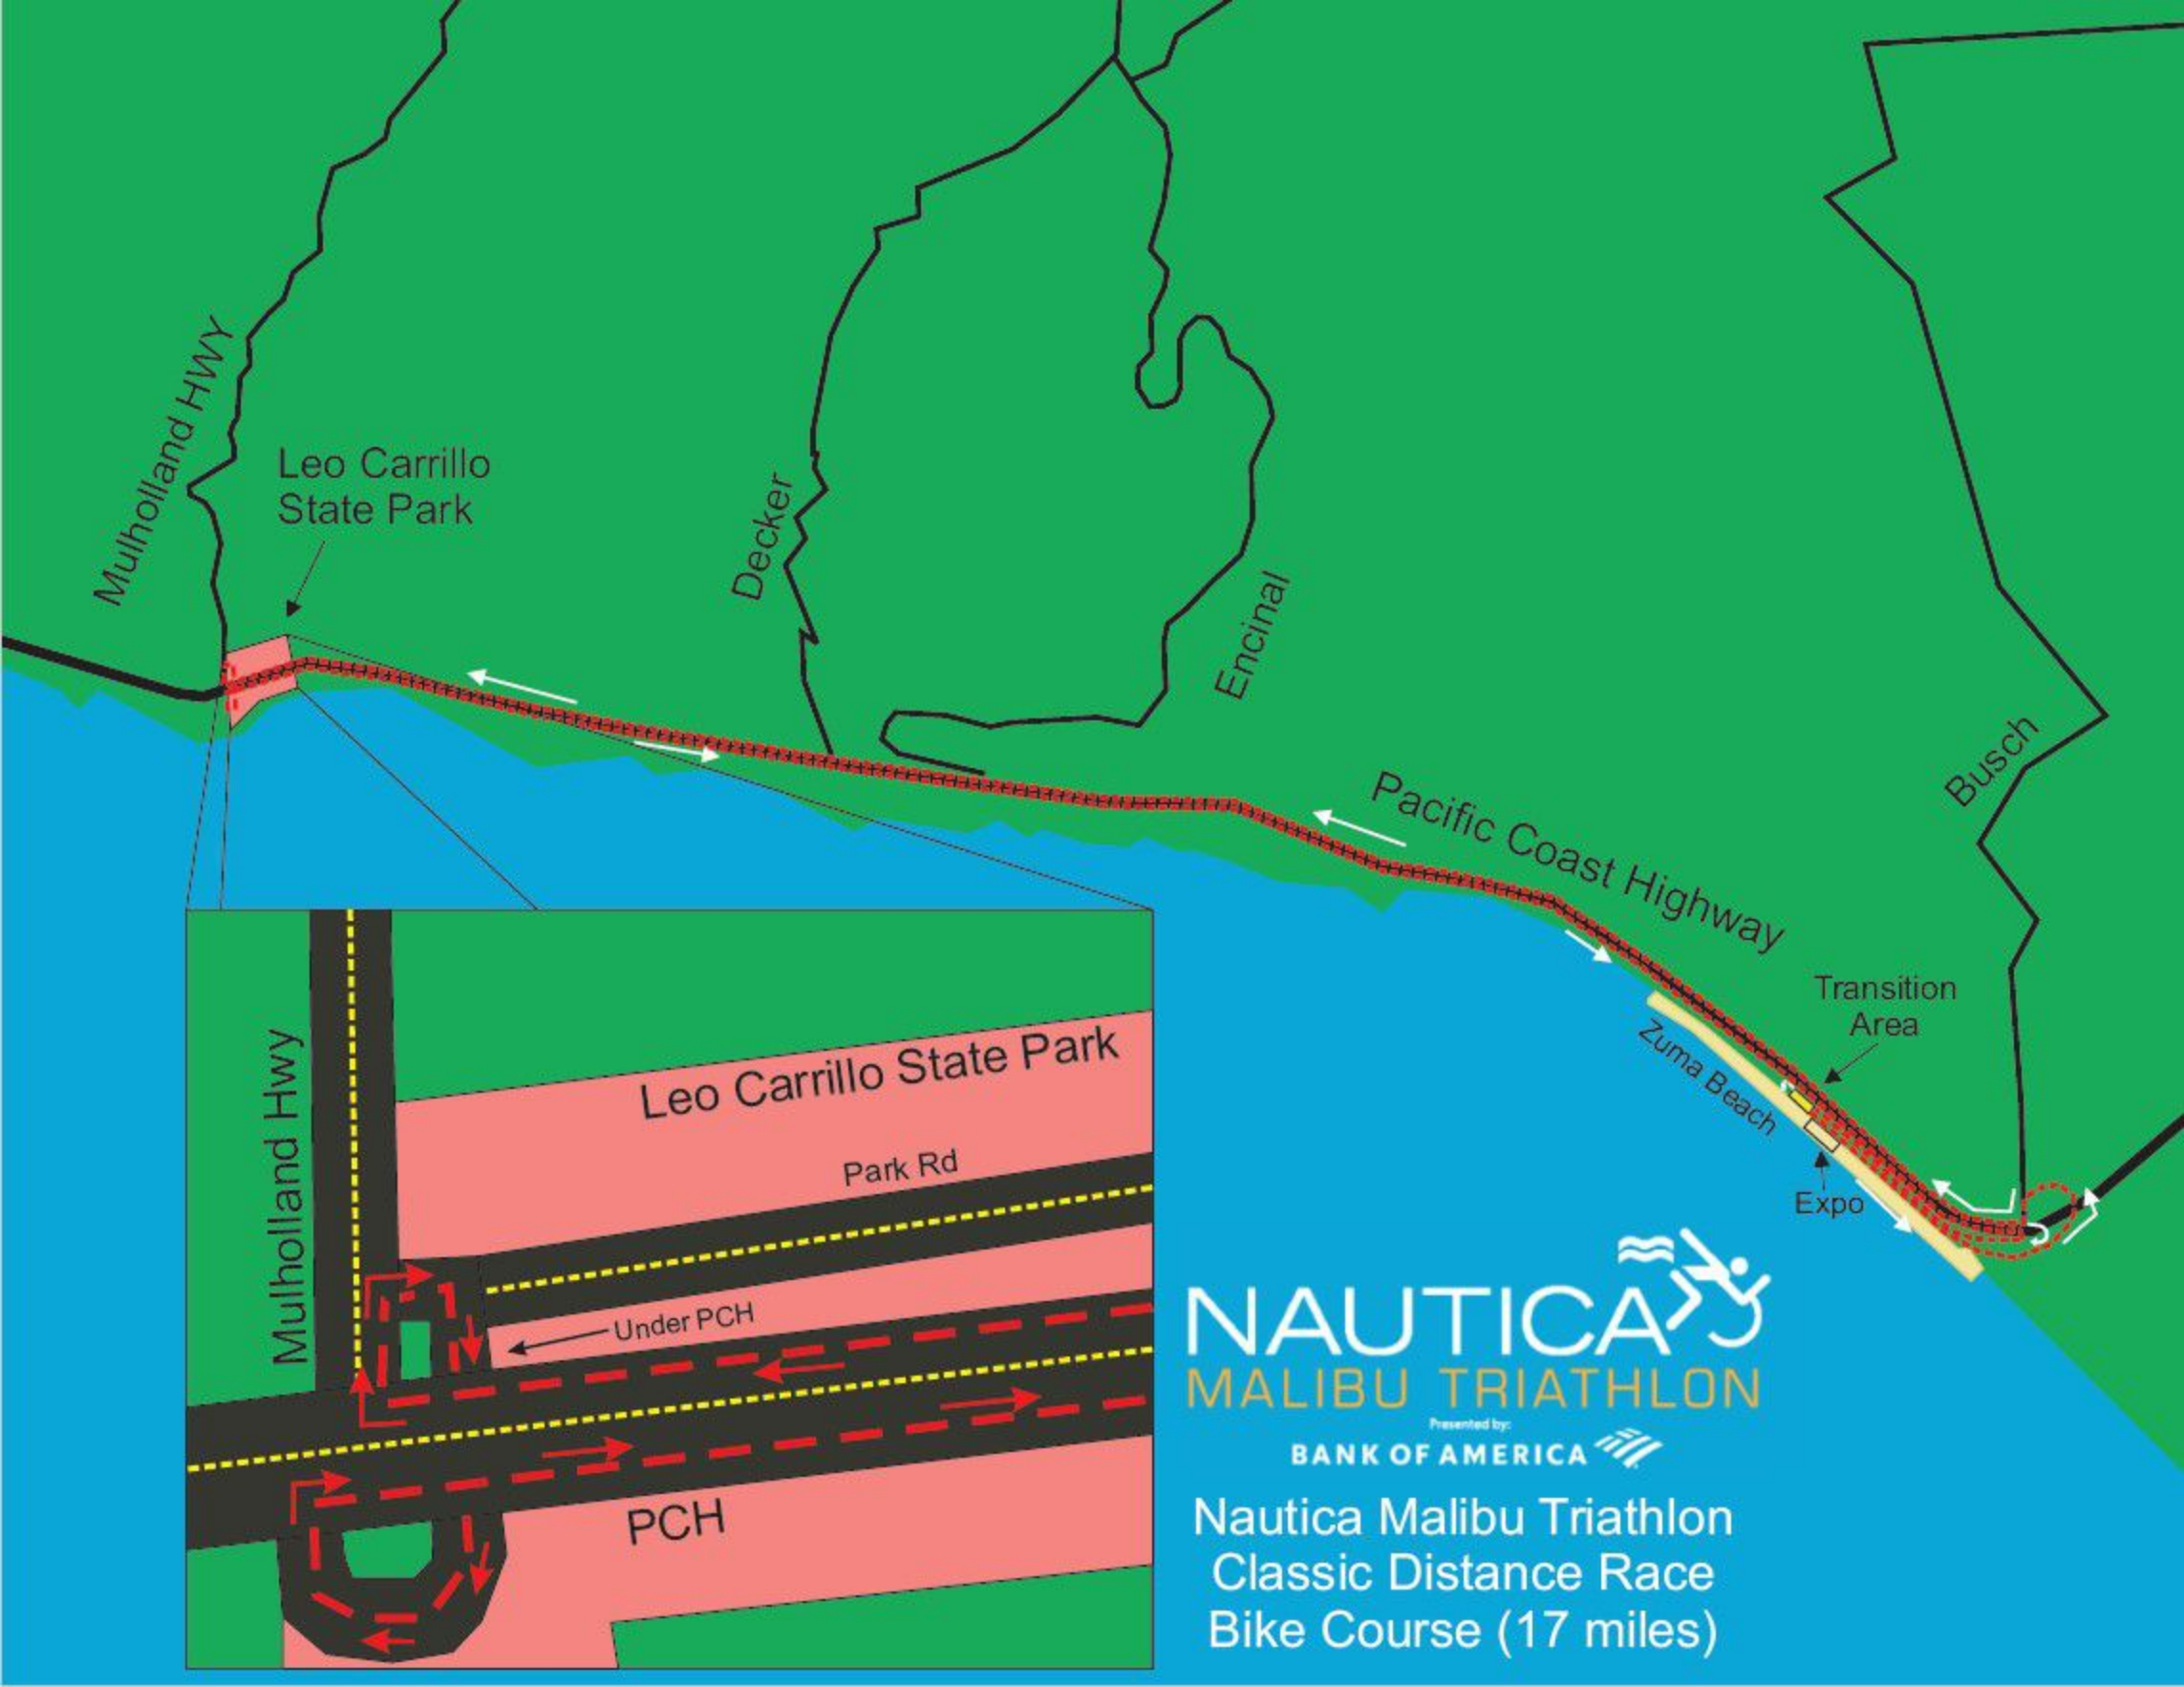 Mulholland HWY
Leo Carrillo
State Park
Decker
Encinal
Pacific Coast Highway
Busch
Transition
Area
Zuma Beach
Expo
Mulholland Hwy
Leo Carrillo State Park
Park Rd
Under PCH
PCH
NAUTICA
MALIBU TRIATHLON
Presented by:
BANK OF AMERICA
Nautica Malibu Triathlon
Classic Distance Race
Bike Course (17 miles)